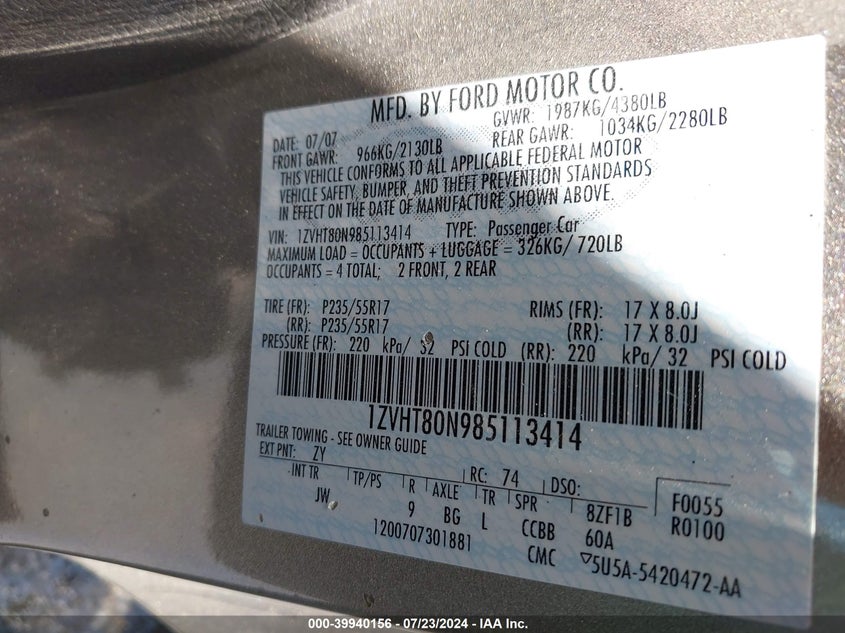 MFD. BY FORD MOTOR CO.
DATE: 07/07 GVWR: 1987KG/4380LB
FRONT GAWR: 966KG/2130LB REAR GAWR: 1034KG/2280LB
THIS VEHICLE CONFORMS TO ALL APPLICABLE FEDERAL MOTOR
VEHICLE SAFETY, BUMPER, AND THEFT PREVENTION STANDARDS
IN EFFECT ON THE DATE OF MANUFACTURE SHOWN ABOVE.
VIN: 1ZVHT80N985113414 TYPE: Passenger Car
MAXIMUM LOAD = OCCUPANTS + LUGGAGE = 326KG/ 720LB
OCCUPANTS = 4 TOTAL; 2 FRONT, 2 REAR
TIRE (FR): P235/55R17 RIMS (FR): 17 X 8.0J
(RR): P235/55R17 (RR): 17 X 8.0J
PRESSURE (FR): 220 kPa/ 32 PSI COLD (RR): 220 kPa/ 32 PSI COLD
1ZVHT80N985113414
TRAILER TOWING - SEE OWNER GUIDE
EXT PNT: ZY RC: 74 DSO:
INT TR TP/PS R AXLE TR SPR 8ZF1B F0055
JW 9 BG L CCBB 60A R0100
1200707301881 CMC 5U5A-5420472-AA
000-39940156 - 07/23/2024 - IAAI.com